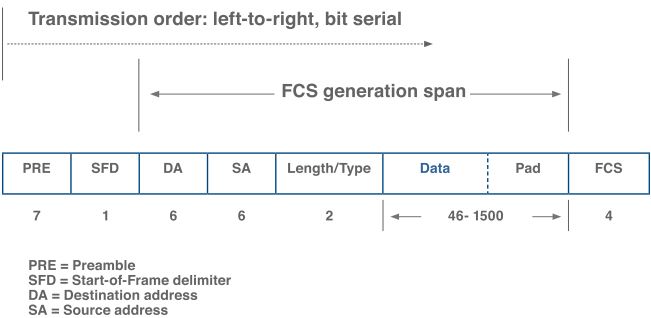 Transmission order: left-to-right, bit serial
FCS generation span
PRE SFD DA SA Length/Type Data Pad FCS
7 1 6 6 2 46- 1500 4
PRE = Preamble
SFD = Start-of-Frame delimiter
DA = Destination address
SA = Source address